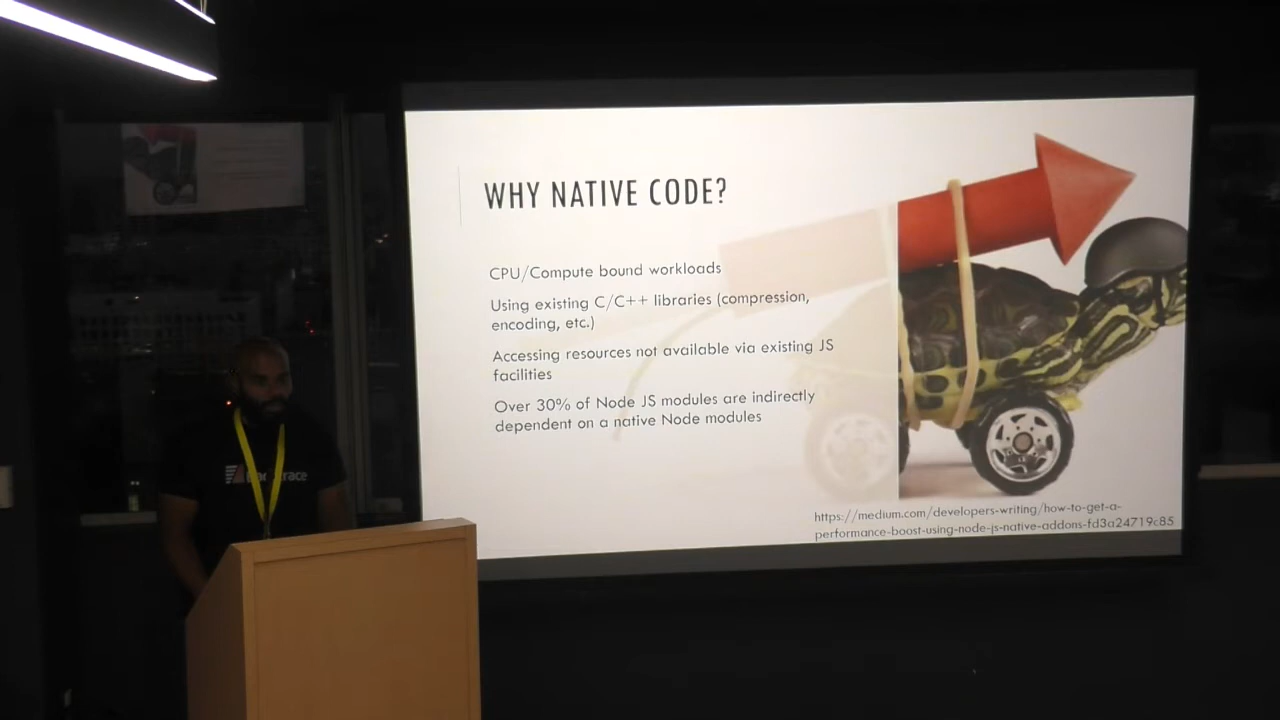 WHY NATIVE CODE?
CPU/Compute bound workloads
Using existing C/C++ libraries (compression,
encoding, etc.)
Accessing resources not available via existing JS
facilities
Over 30% of Node JS modules are indirectly
dependent on a native Node modules
https://medium.com/developers-writing/how-to-get-a-
performance-boost-using-node-js-native-addons-fd3a24719c85